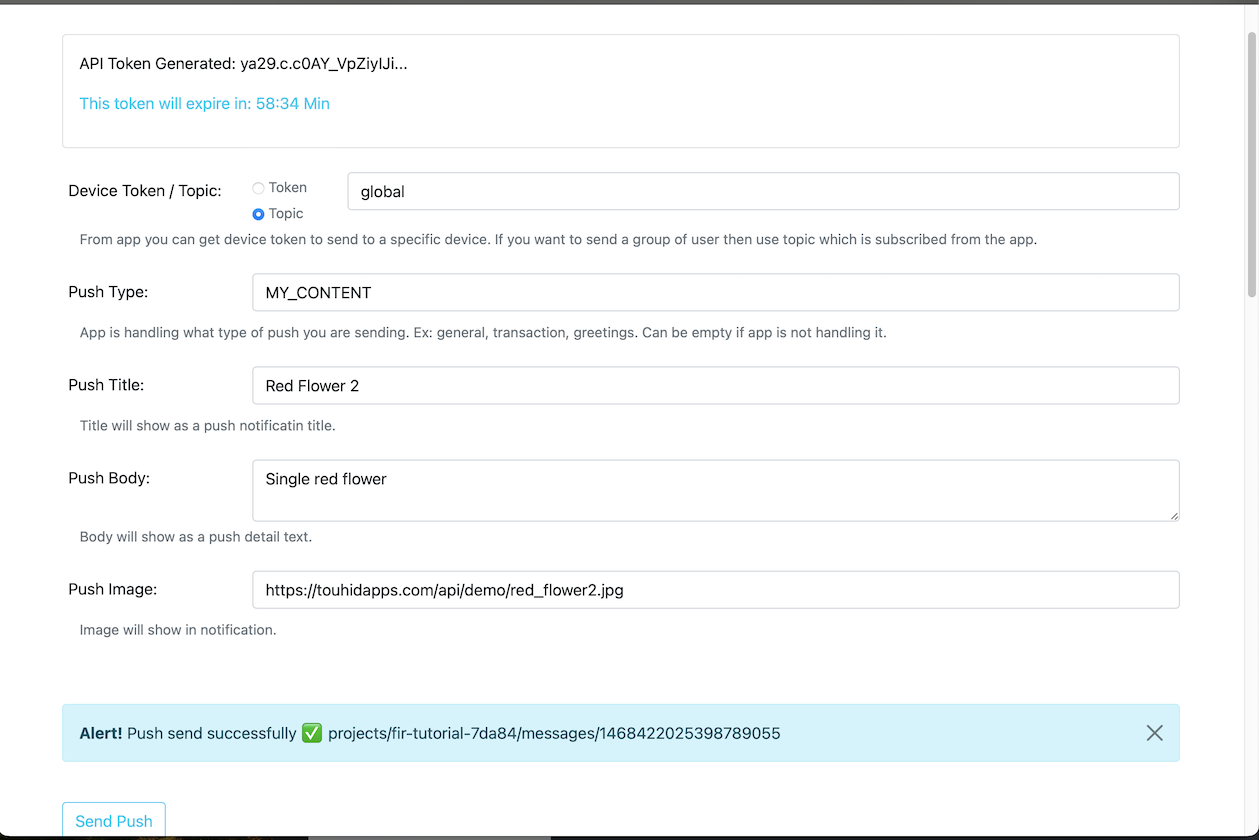 API Token Generated: ya29.c.c0AY_VpZiyIJi...
This token will expire in: 58:34 Min
Device Token / Topic:
Token
global
Topic
From app you can get device token to send to a specific device. If you want to send a group of user then use topic which is subscribed from the app.
Push Type:
MY_CONTENT
App is handling what type of push you are sending. Ex: general, transaction, greetings. Can be empty if app is not handling it.
Push Title:
Red Flower 2
Title will show as a push notificatin title.
Push Body:
Single red flower
Body will show as a push detail text.
Push Image:
https://touhidapps.com/api/demo/red_flower2.jpg
Image will show in notification.
Alert! Push send successfully ✅ projects/fir-tutorial-7da84/messages/1468422025398789055
Send Push